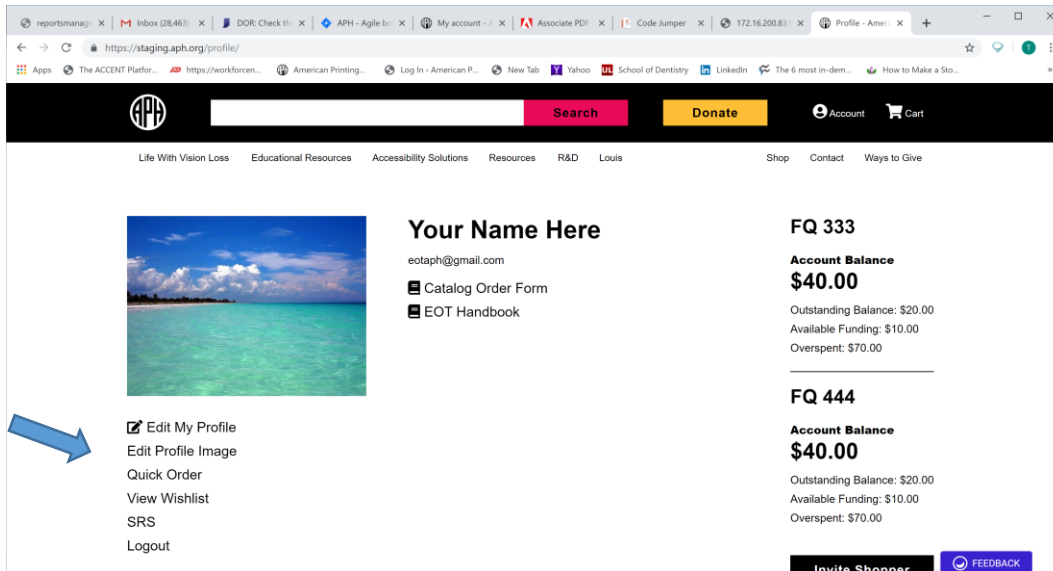 reportsmanag
Inbox (28,463)
DOR: Check th
APH - Agile bo
My account - A
Associate PDF
Code Jumper
172.16.200.83:
Profile - Ameri
https://staging.aph.org/profile/
Apps
The ACCENT Platfor...
https://workforcen...
American Printing...
Log In ‹ American P...
New Tab
Yahoo
School of Dentistry
LinkedIn
The 6 most in-dem...
How to Make a Sto...
APH
Search
Donate
Account
Cart
Life With Vision Loss
Educational Resources
Accessibility Solutions
Resources
R&D
Louis
Shop
Contact
Ways to Give
Your Name Here
eotaph@gmail.com
Catalog Order Form
EOT Handbook
Edit My Profile
Edit Profile Image
Quick Order
View Wishlist
SRS
Logout
FQ 333
Account Balance
$40.00
Outstanding Balance: $20.00
Available Funding: $10.00
Overspent: $70.00
FQ 444
Account Balance
$40.00
Outstanding Balance: $20.00
Available Funding: $10.00
Overspent: $70.00
Invite Shopper
FEEDBACK